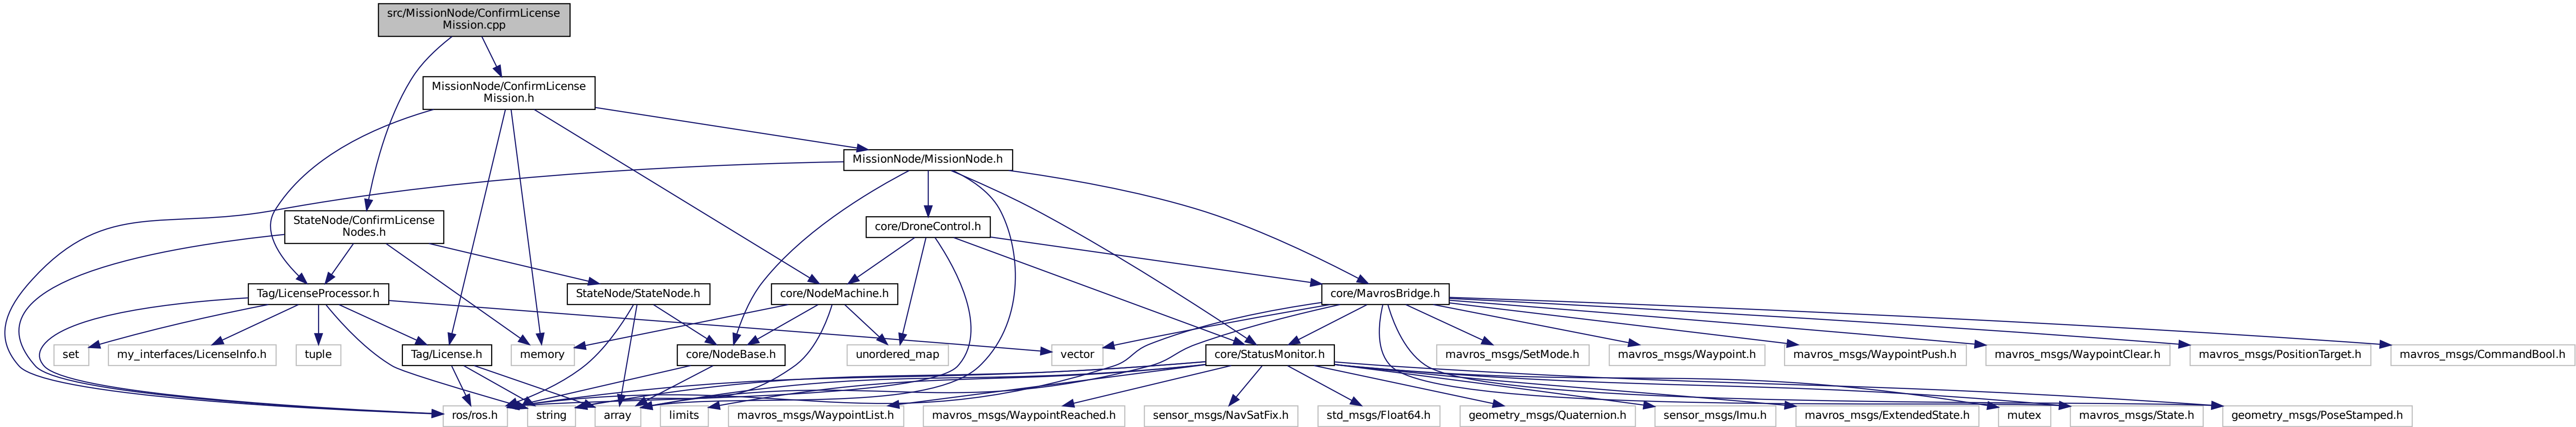 src/MissionNode/ConfirmLicense
Mission.cpp
MissionNode/ConfirmLicense
Mission.h
MissionNode/MissionNode.h
StateNode/ConfirmLicense
Nodes.h
core/DroneControl.h
Tag/LicenseProcessor.h
StateNode/StateNode.h
core/NodeMachine.h
core/MavrosBridge.h
set
my_interfaces/LicenseInfo.h
tuple
Tag/License.h
memory
core/NodeBase.h
unordered_map
vector
core/StatusMonitor.h
mavros_msgs/SetMode.h
mavros_msgs/Waypoint.h
mavros_msgs/WaypointPush.h
mavros_msgs/WaypointClear.h
mavros_msgs/PositionTarget.h
mavros_msgs/CommandBool.h
ros/ros.h
string
array
limits
mavros_msgs/WaypointList.h
mavros_msgs/WaypointReached.h
sensor_msgs/NavSatFix.h
std_msgs/Float64.h
geometry_msgs/Quaternion.h
sensor_msgs/Imu.h
mavros_msgs/ExtendedState.h
mutex
mavros_msgs/State.h
geometry_msgs/PoseStamped.h